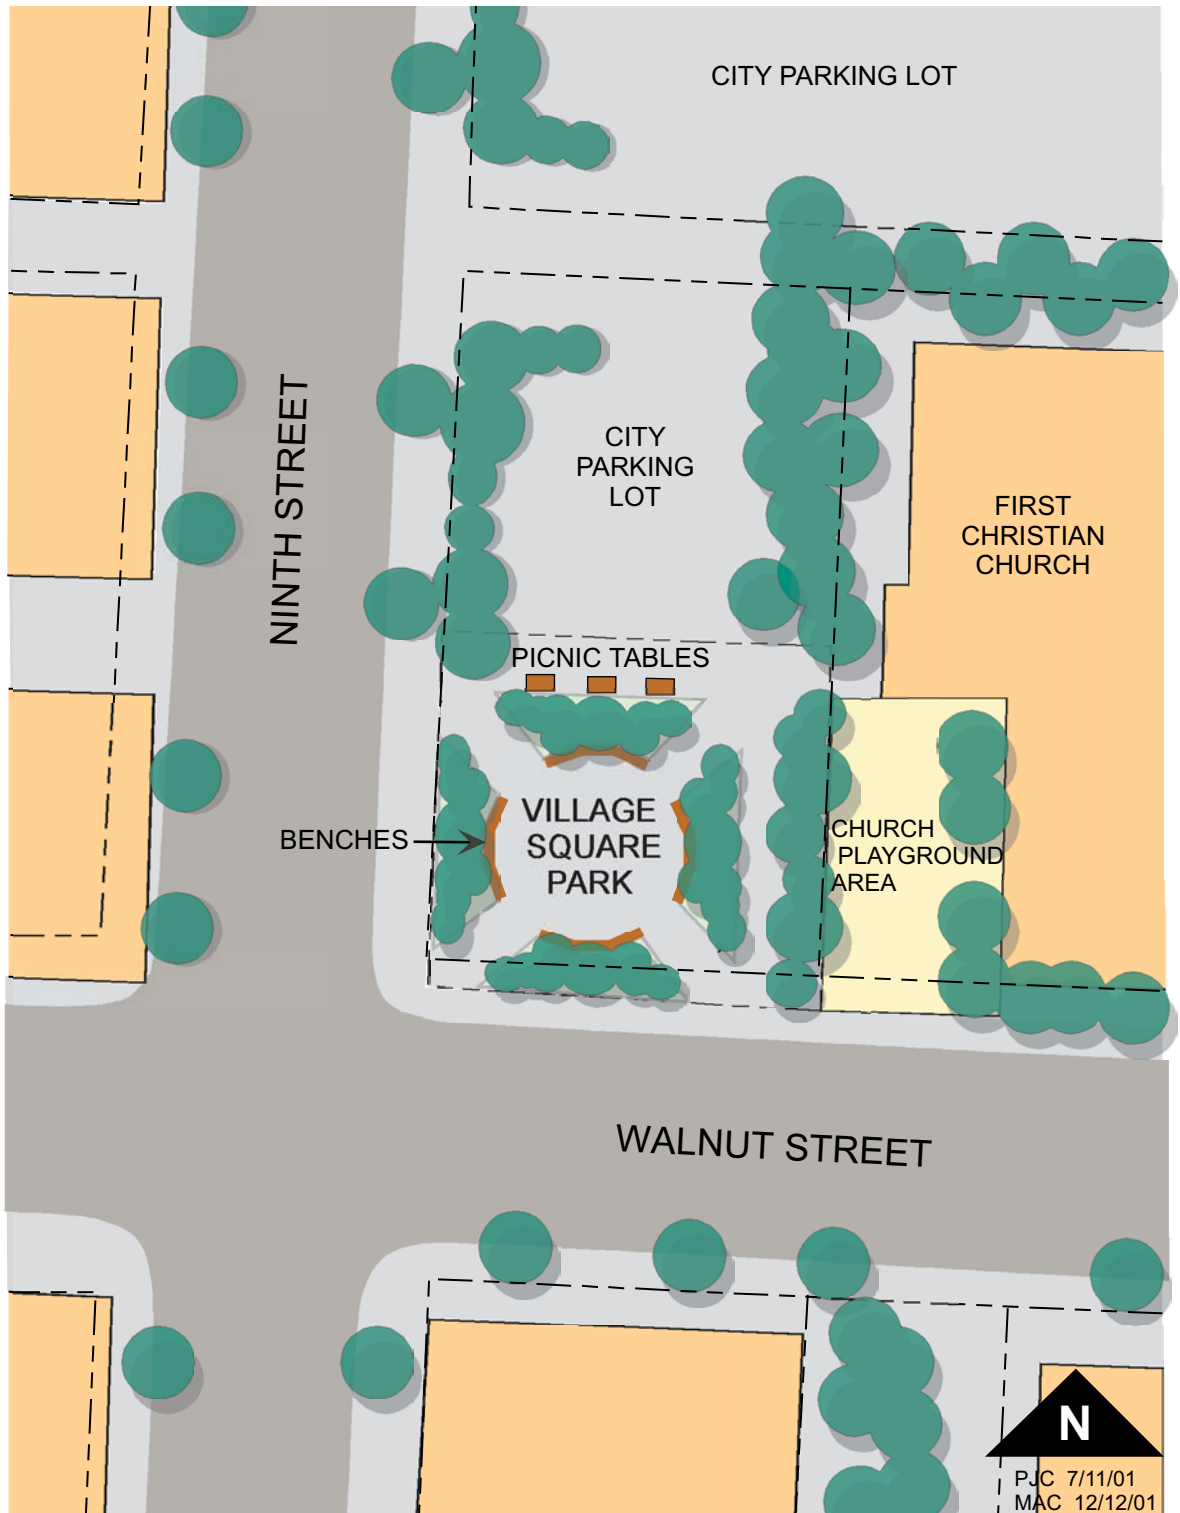 CITY PARKING LOT
CITY
PARKING
LOT
NINTH STREET
FIRST
CHRISTIAN
CHURCH
PICNIC TABLES
BENCHES
VILLAGE
SQUARE
PARK
CHURCH
PLAYGROUND
AREA
WALNUT STREET
N
PJC 7/11/01
MAC 12/12/01